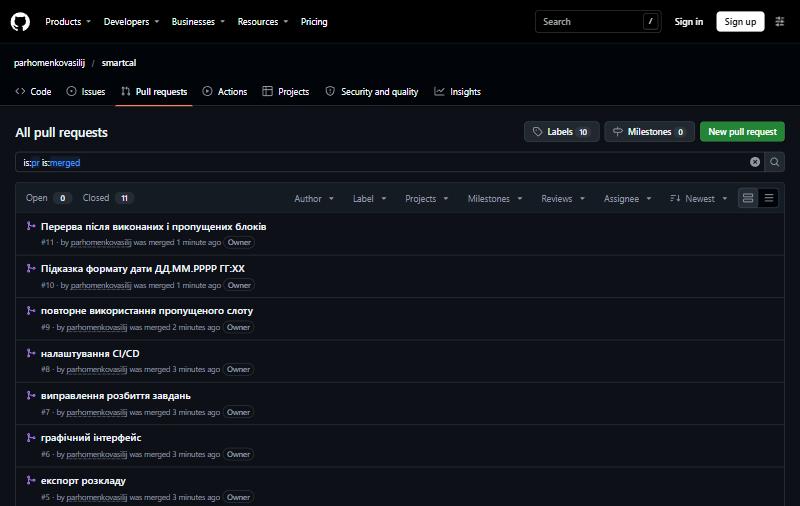 Products Developers Businesses Resources Pricing Search / Sign in Sign up
parhomenkovasilij / smartcal
Code Issues Pull requests Actions Projects Security and quality Insights
All pull requests Labels 10 Milestones 0 New pull request
is:pr is:merged
Open 0 Closed 11 Author Label Projects Milestones Reviews Assignee Newest
Перерва після виконаних і пропущених блоків
#11 · by parhomenkovasilij was merged 1 minute ago Owner
Підказка формату дати ДД.ММ.РРРР ГГ:ХХ
#10 · by parhomenkovasilij was merged 1 minute ago Owner
повторне використання пропущеного слоту
#9 · by parhomenkovasilij was merged 2 minutes ago Owner
налаштування CI/CD
#8 · by parhomenkovasilij was merged 3 minutes ago Owner
виправлення розбиття завдань
#7 · by parhomenkovasilij was merged 3 minutes ago Owner
графічний інтерфейс
#6 · by parhomenkovasilij was merged 3 minutes ago Owner
експорт розкладу
#5 · by parhomenkovasilij was merged 3 minutes ago Owner